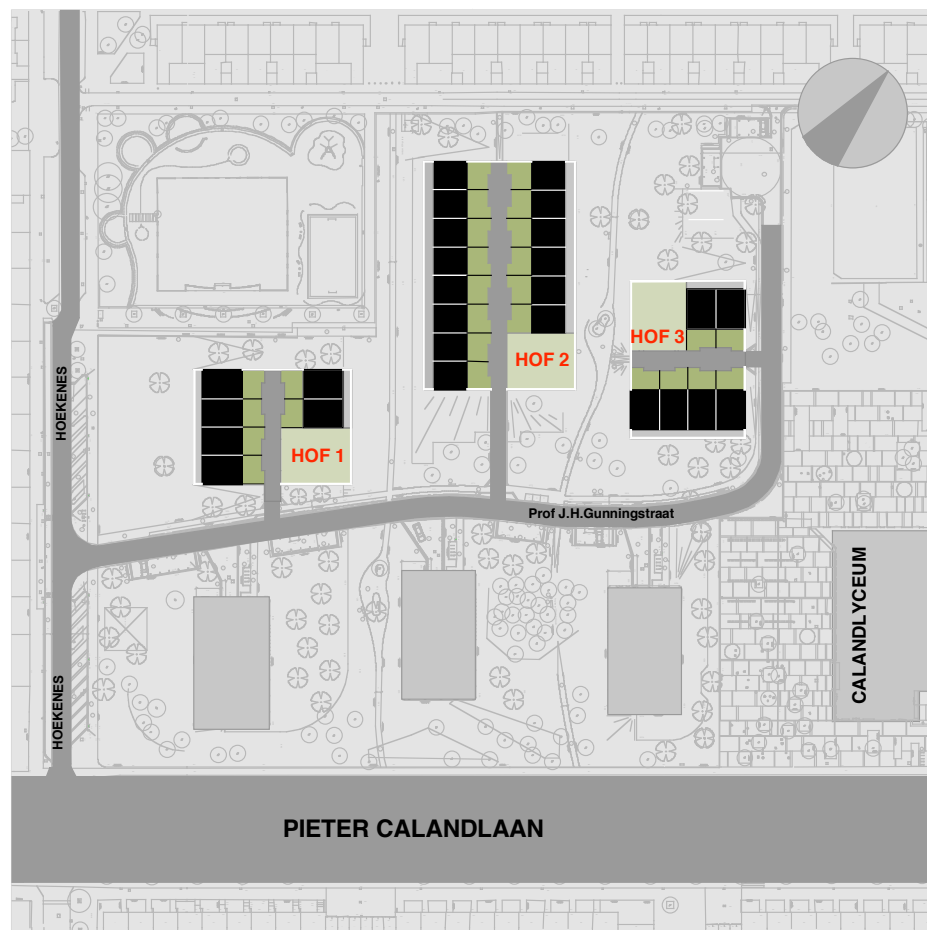 HOF 3
HOF 2
HOEKENES
HOF 1
Prof J.H.Gunningstraat
CALANDLYCEUM
HOEKENES
PIETER CALANDLAAN